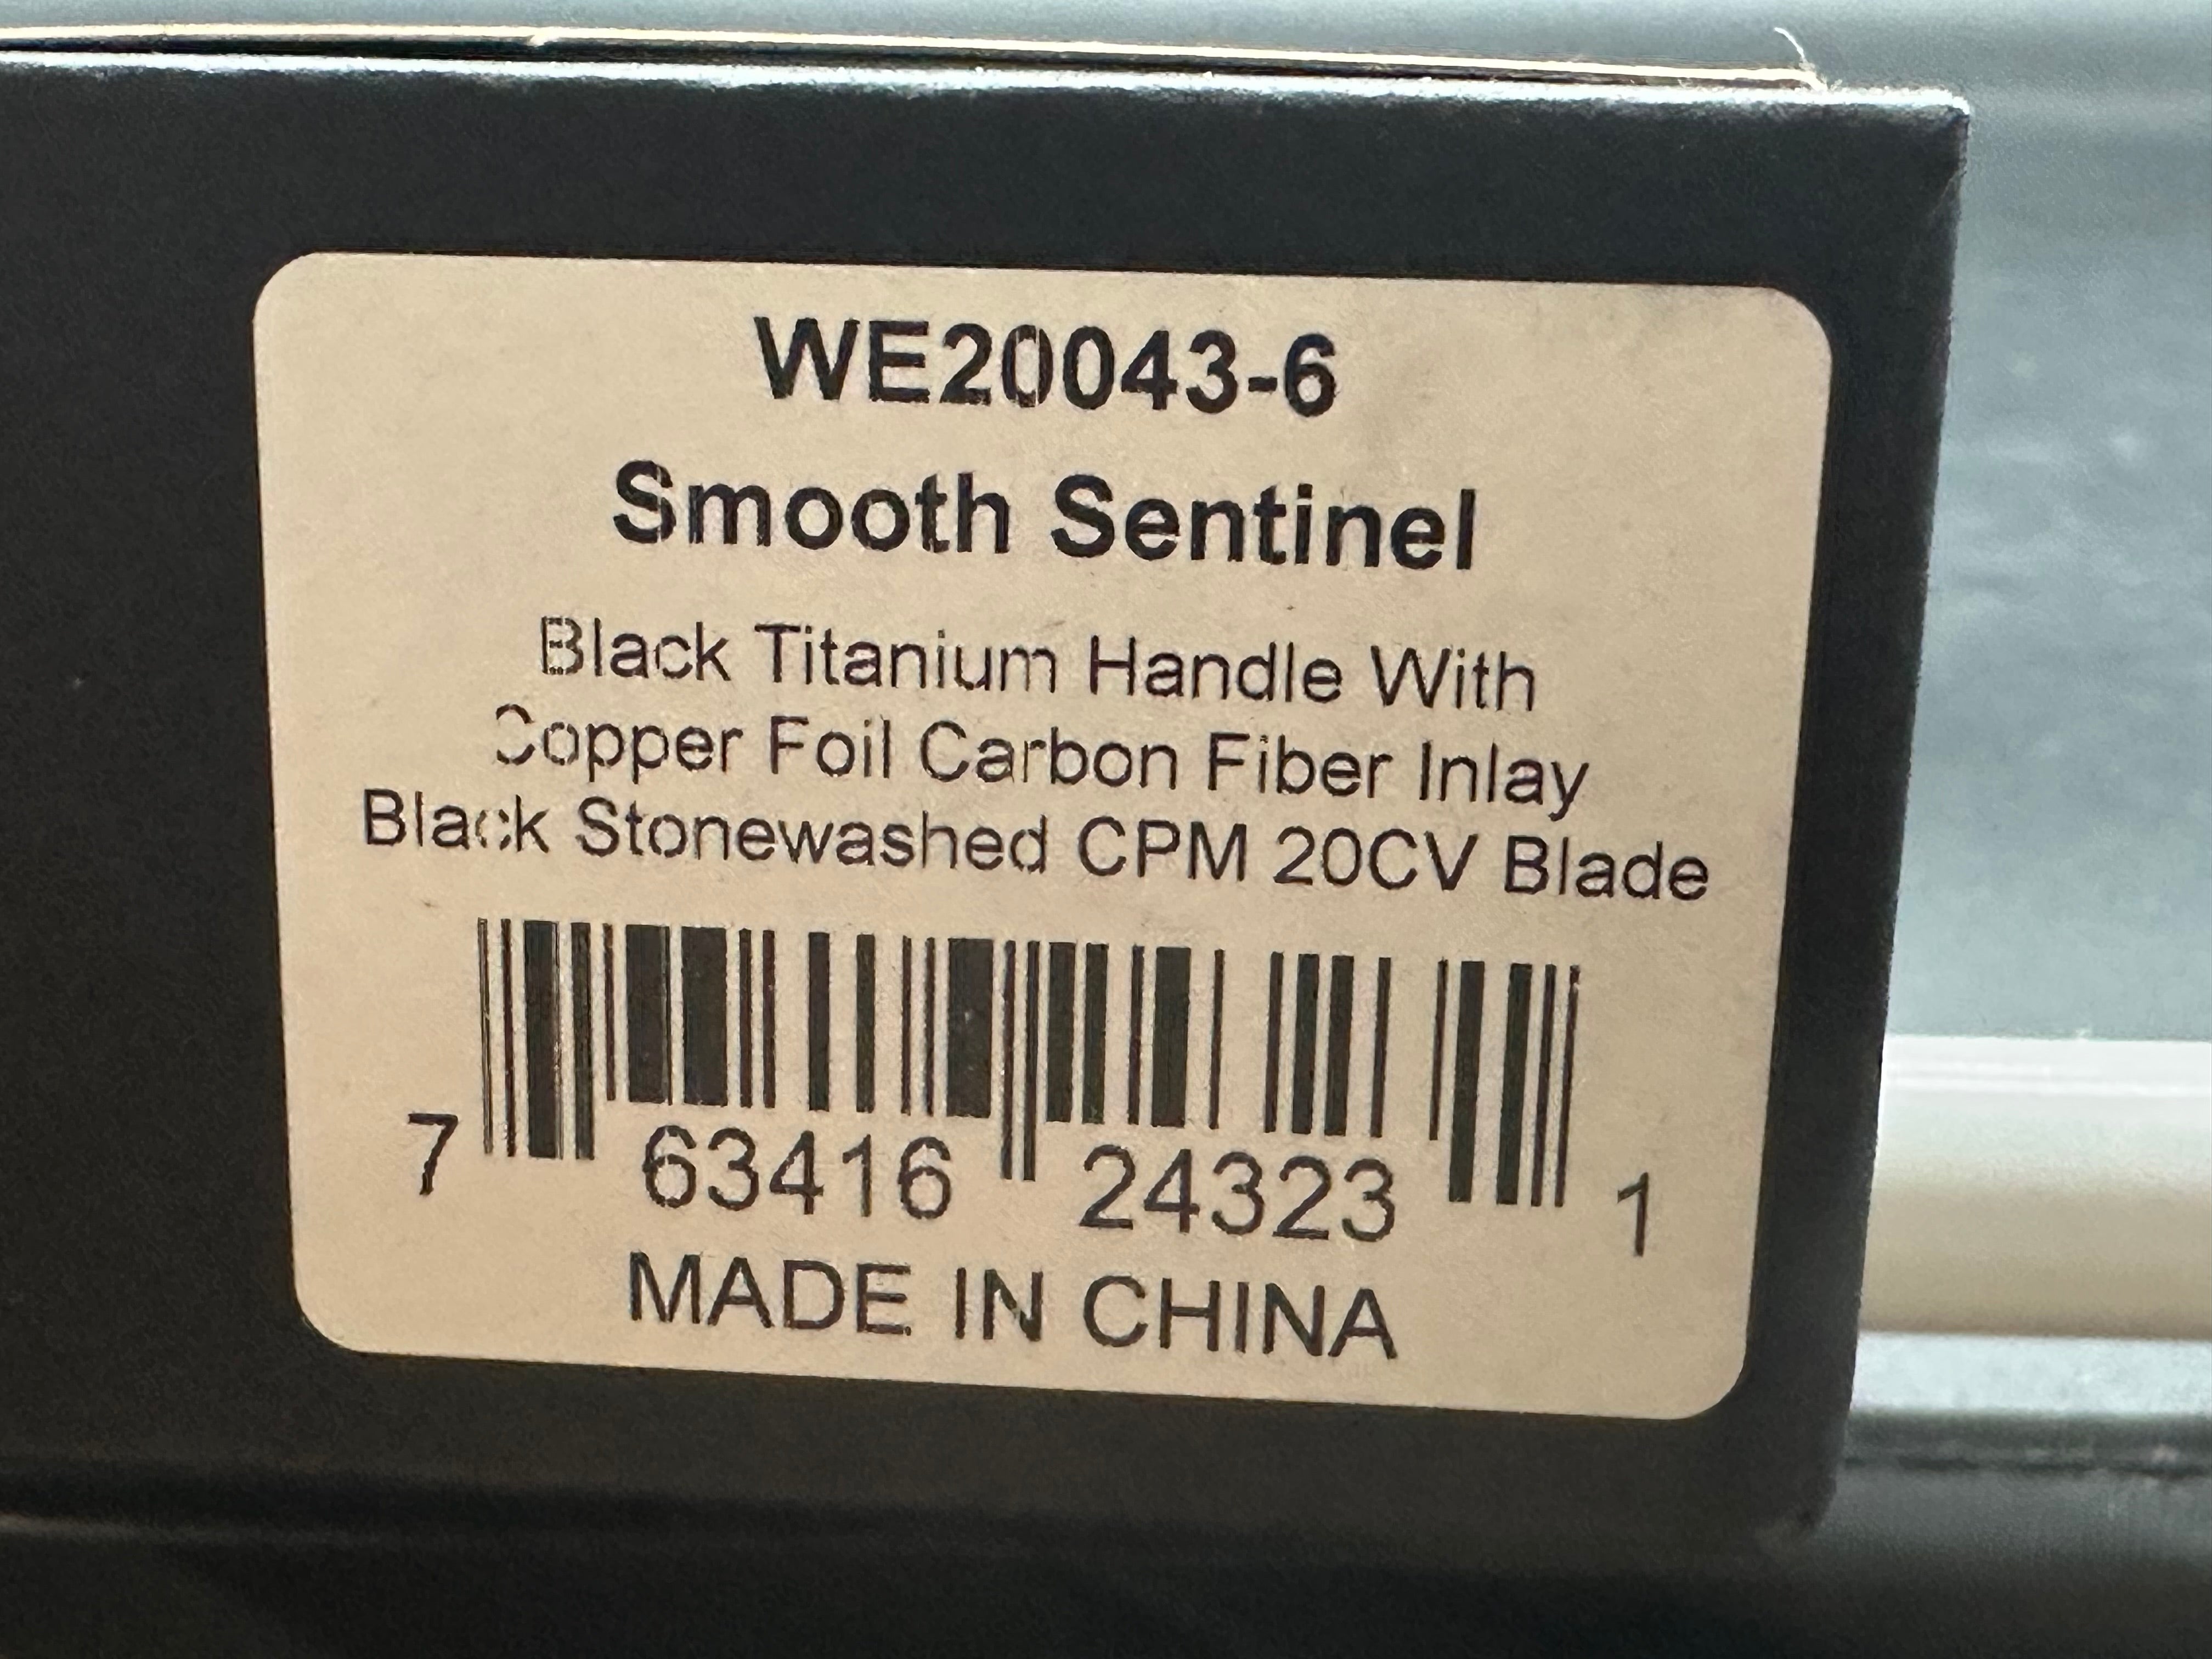 WE20043-6
Smooth Sentinel
Black Titanium Handle With
Copper Foil Carbon Fiber Inlay
Black Stonewashed CPM 20CV Blade
7 63416 24323 1
MADE IN CHINA